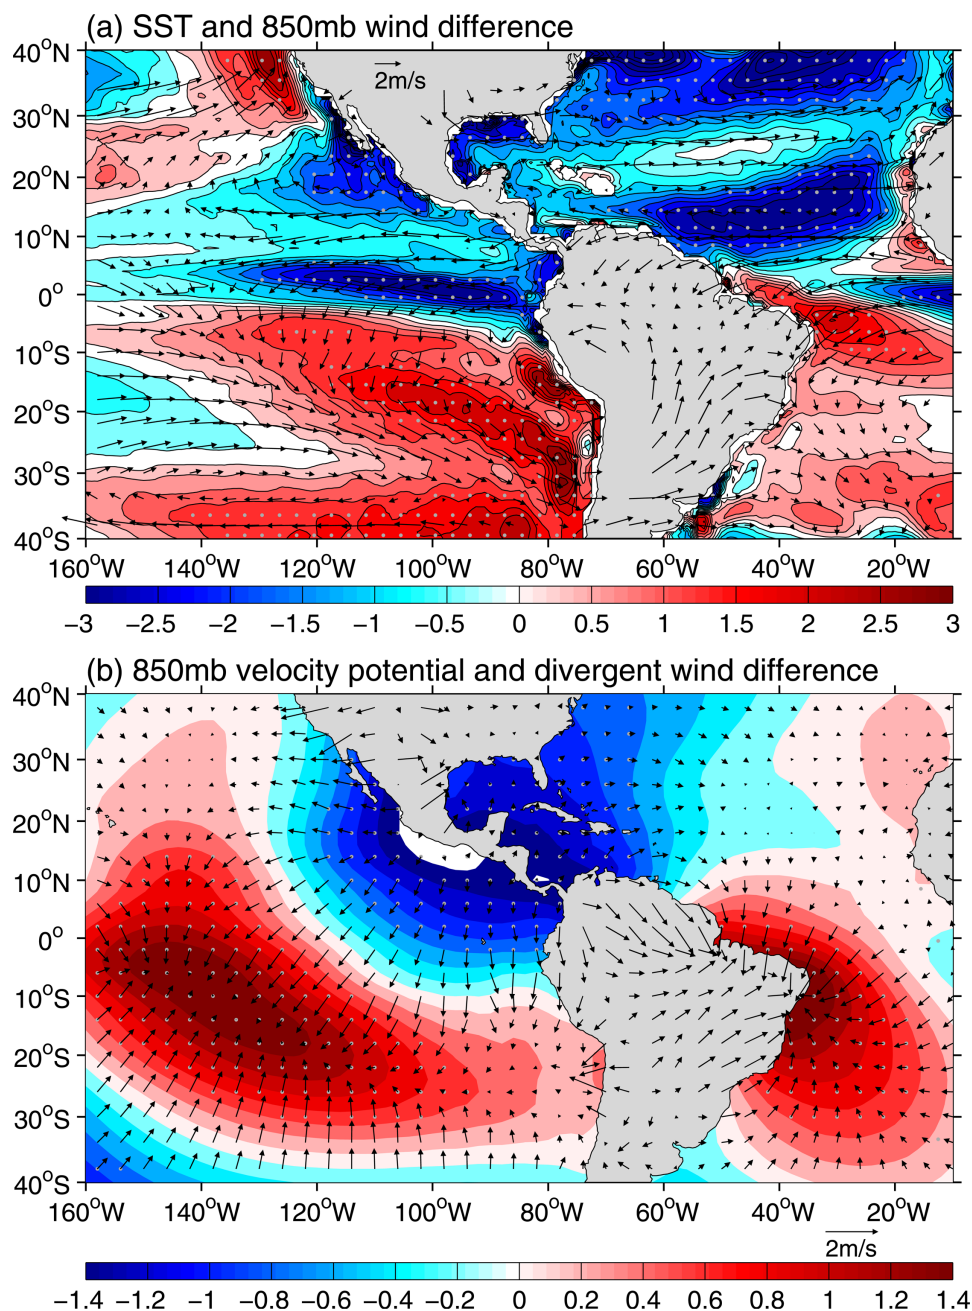 (a) SST and 850mb wind difference
40°N
2m/s
30°N
20°N
10°N
0°
10°S
20°S
30°S
40°S
160°W 140°W 120°W 100°W 80°W 60°W 40°W 20°W
−3 −2.5 −2 −1.5 −1 −0.5 0 0.5 1 1.5 2 2.5 3
(b) 850mb velocity potential and divergent wind difference
40°N
30°N
20°N
10°N
0°
10°S
20°S
30°S
40°S
160°W 140°W 120°W 100°W 80°W 60°W 40°W 20°W
2m/s
−1.4 −1.2 −1 −0.8 −0.6 −0.4 −0.2 0 0.2 0.4 0.6 0.8 1 1.2 1.4